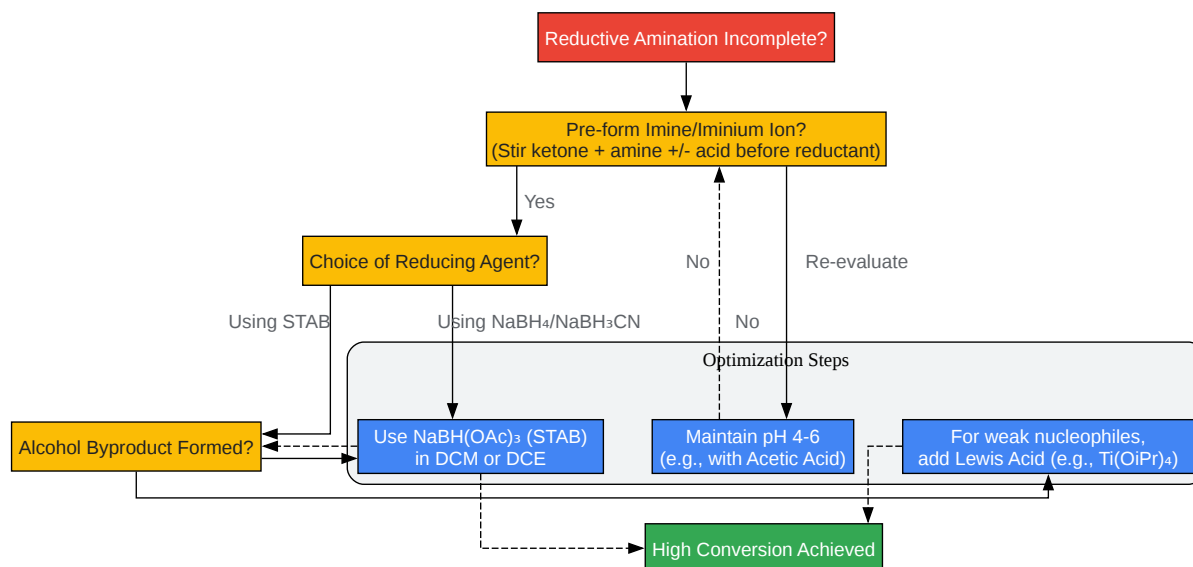 Reductive Amination Incomplete?
Pre-form Imine/Iminium Ion?
(Stir ketone + amine +/- acid before reductant)
Yes
Choice of Reducing Agent?
No
Re-evaluate
Using STAB
Using NaBH₄/NaBH₃CN
No
Optimization Steps
Alcohol Byproduct Formed?
Use NaBH(OAc)₃ (STAB)
in DCM or DCE
Maintain pH 4-6
(e.g., with Acetic Acid)
For weak nucleophiles,
add Lewis Acid (e.g., Ti(OiPr)₄)
High Conversion Achieved